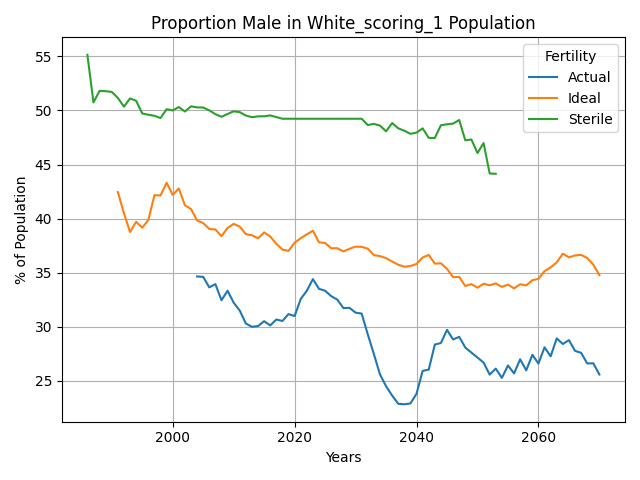 Proportion Male in White_scoring_1 Population
% of Population
55
50
45
40
35
30
25
Fertility
Actual
Ideal
Sterile
2000
2020
2040
2060
Years